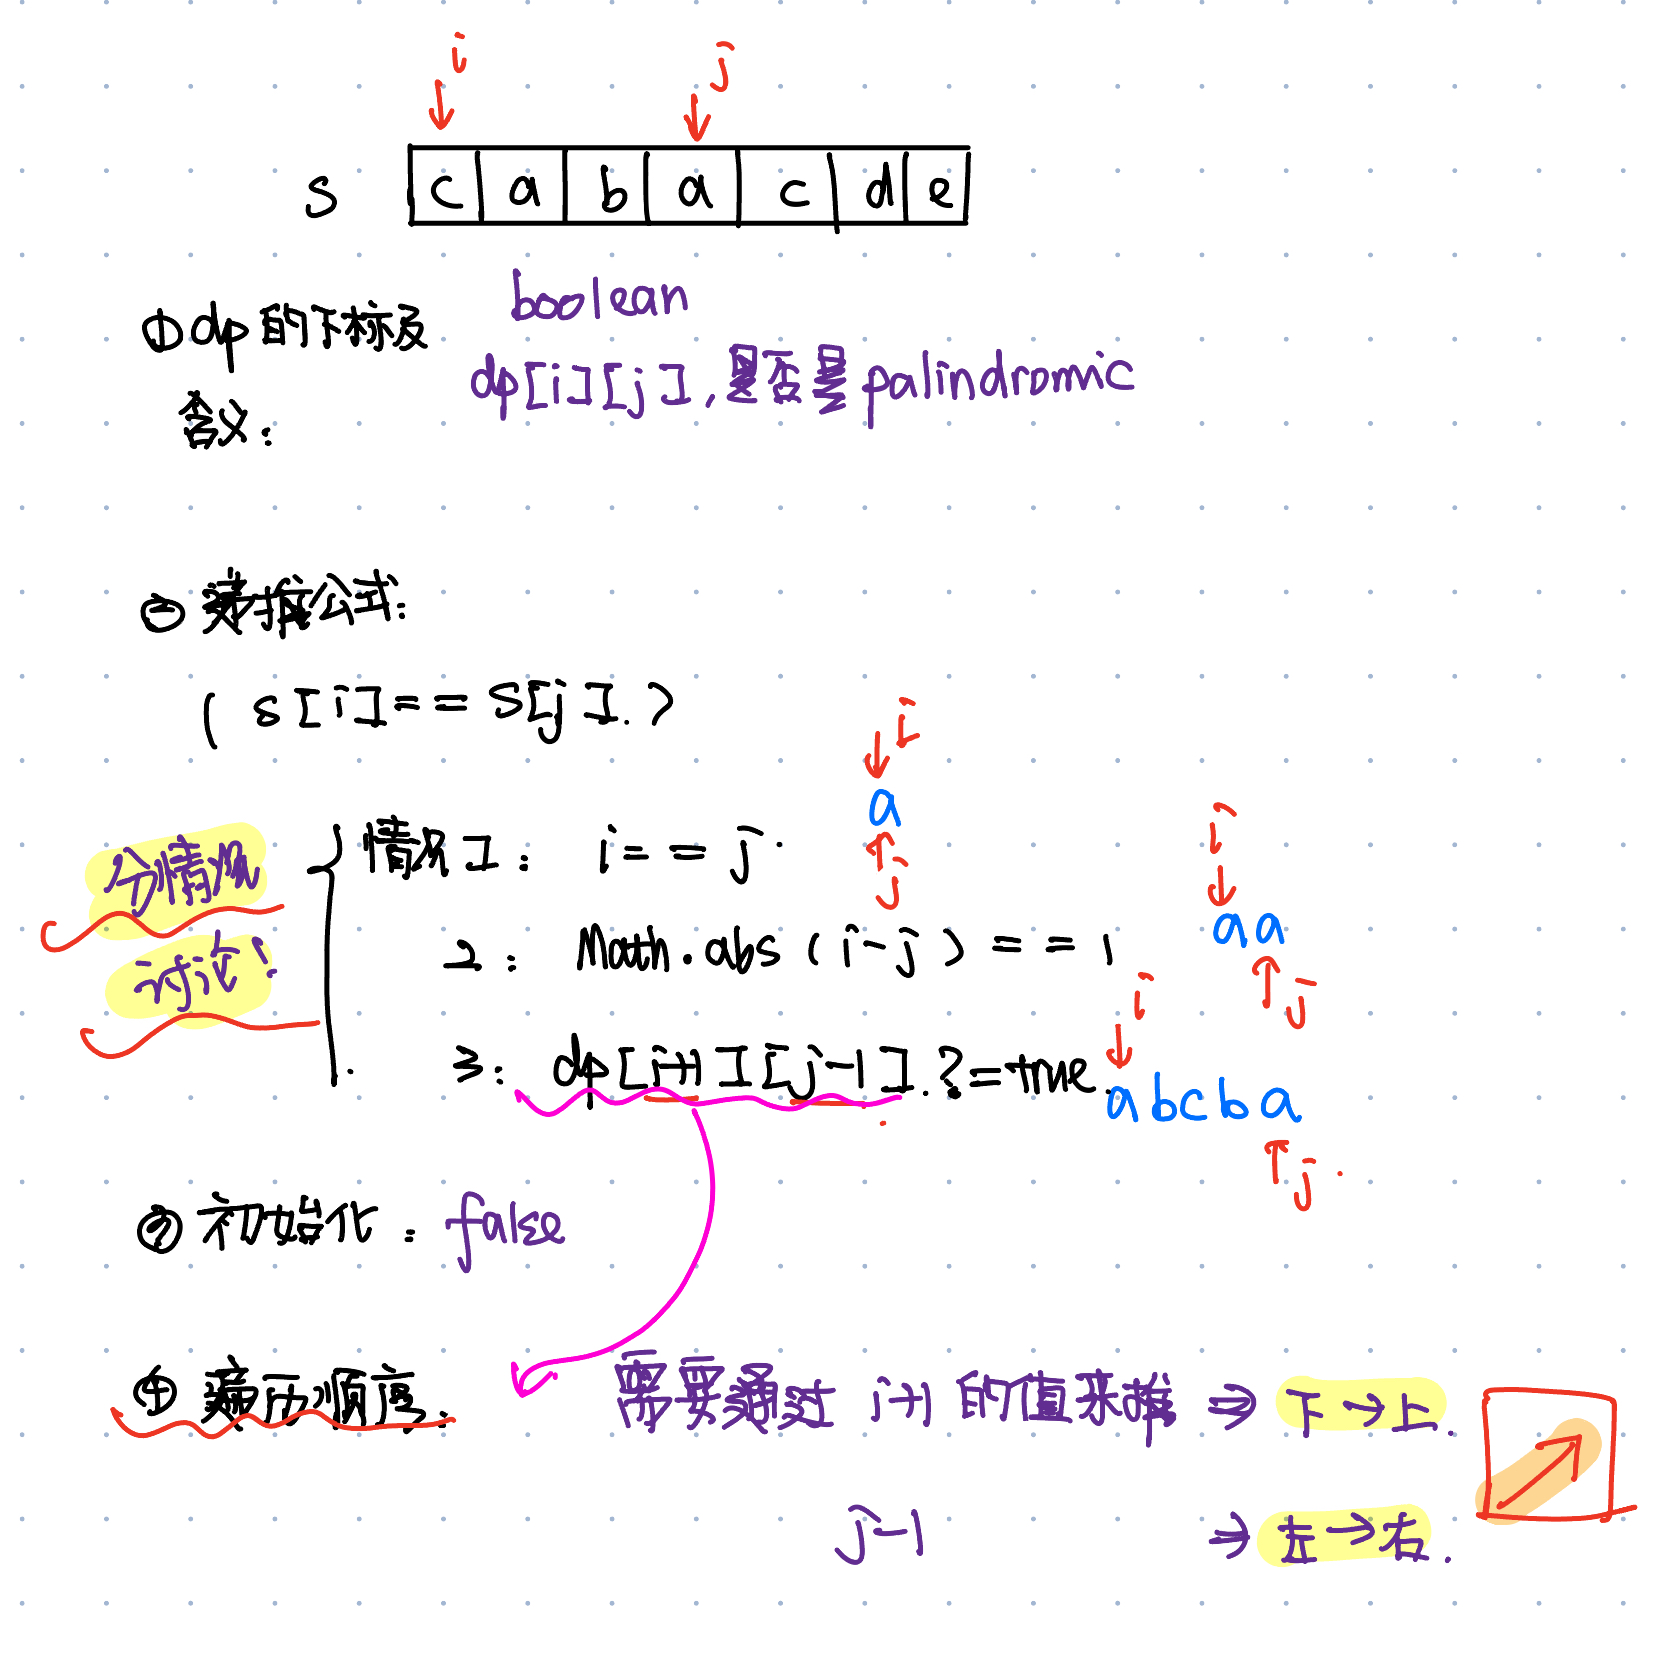 i j
s c a b a c d e
① dp 的下标及 boolean
含义: dp[i][j], 是否是 palindromic
② 递推公式:
( s[i] == s[j]. )
i
a
分情况 情况1: i == j j
i
讨论! 2: Math.abs(i-j) == 1 aa
i j
3: dp[i+1][j-1].?=true. abcba
j.
③ 初始化: false
④ 遍历顺序: 需要通过 i+1 的值来推 ⇒ 下→上.
j-1 ⇒ 左→右.